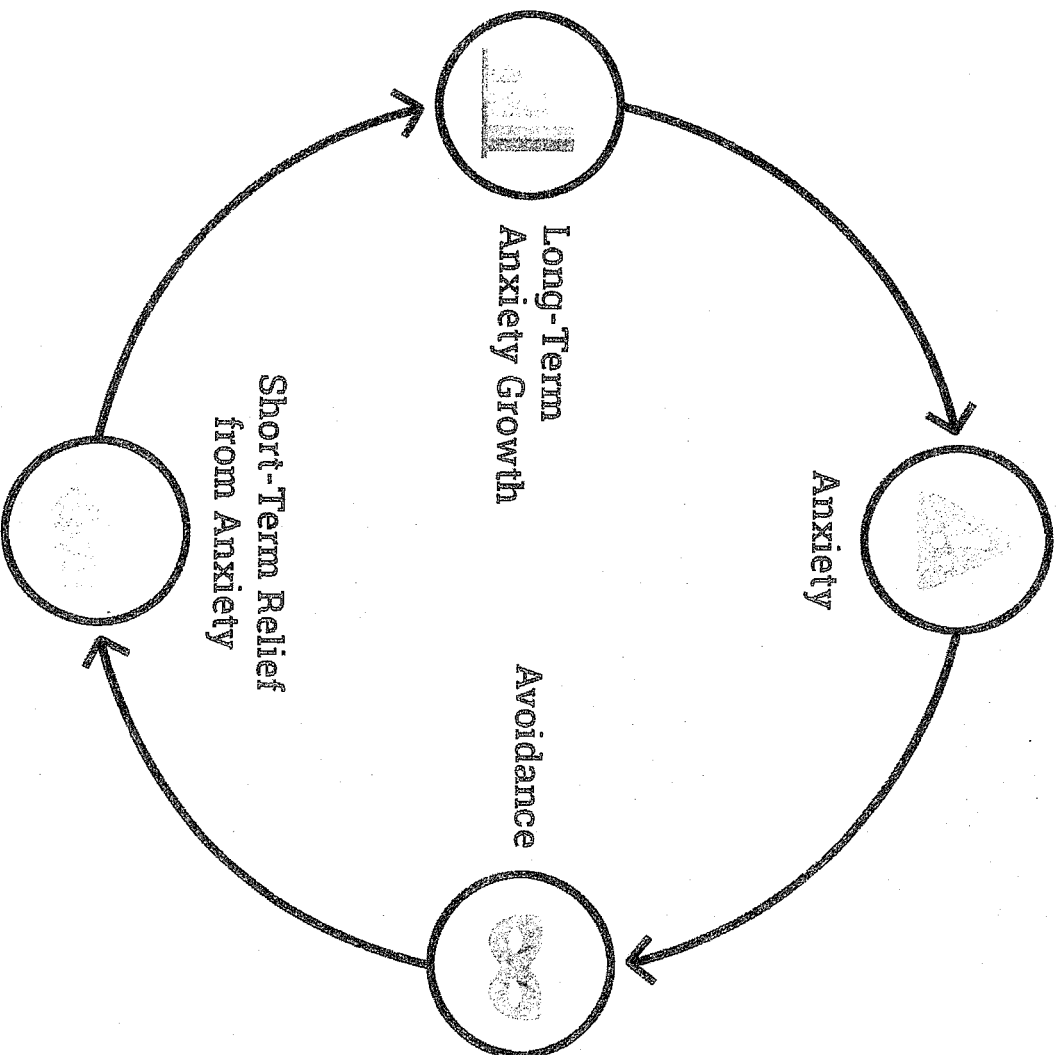 Anxiety
Avoidance
Short-Term Relief
from Anxiety
Long-Term
Anxiety Growth